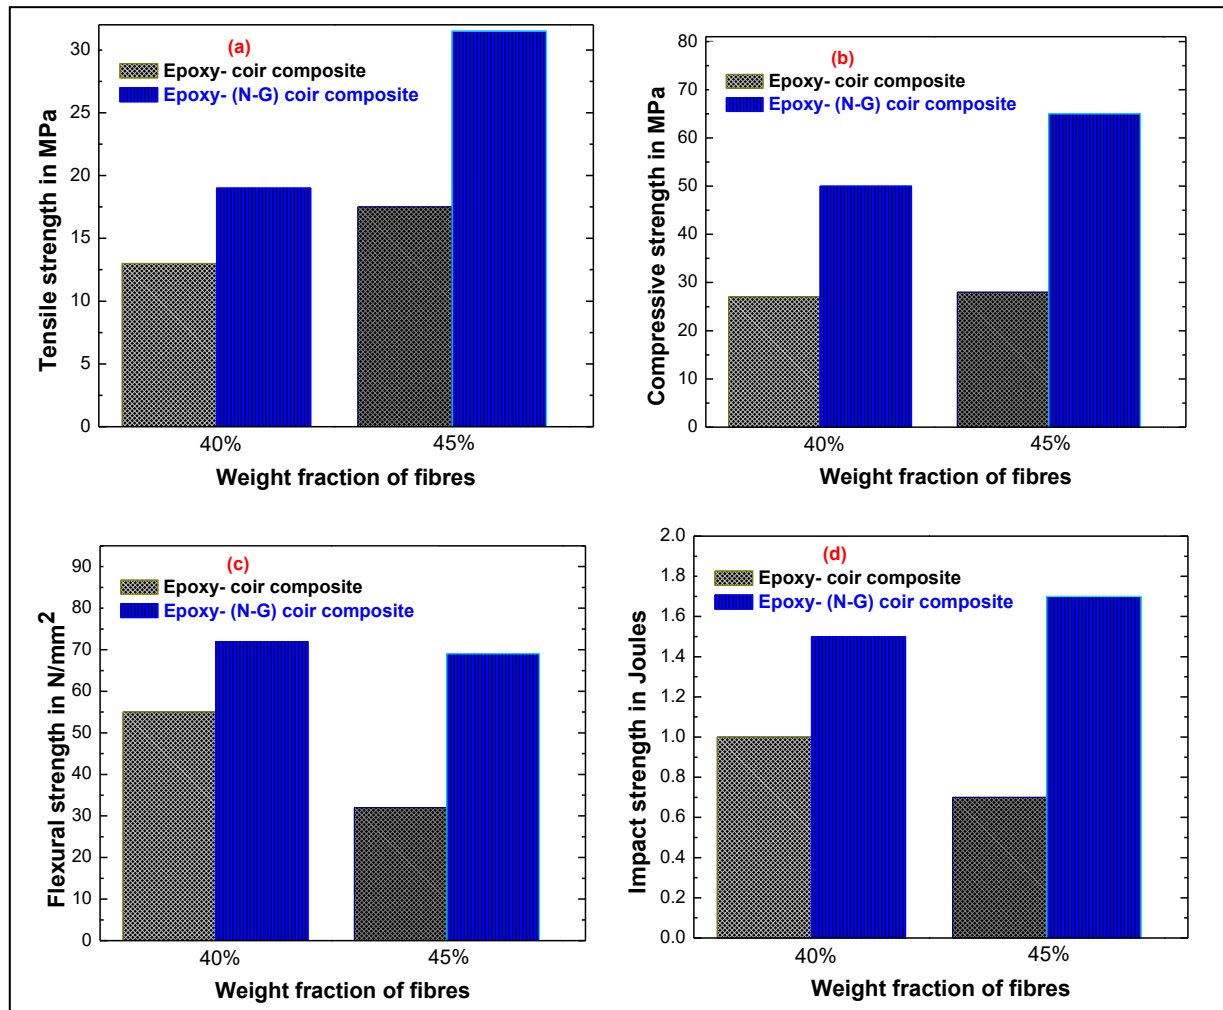 (a)
Epoxy- coir composite
Epoxy- (N-G) coir composite
Tensile strength in MPa
30
25
20
15
10
5
0
40%
45%
Weight fraction of fibres
(b)
Epoxy- coir composite
Epoxy- (N-G) coir composite
Compressive strength in MPa
80
70
60
50
40
30
20
10
0
40%
45%
Weight fraction of fibres
(c)
Epoxy- coir composite
Epoxy- (N-G) coir composite
Flexural strength in N/mm²
90
80
70
60
50
40
30
20
10
0
40%
45%
Weight fraction of fibres
(d)
Epoxy- coir composite
Epoxy- (N-G) coir composite
Impact strength in Joules
2.0
1.8
1.6
1.4
1.2
1.0
0.8
0.6
0.4
0.2
0.0
40%
45%
Weight fraction of fibres